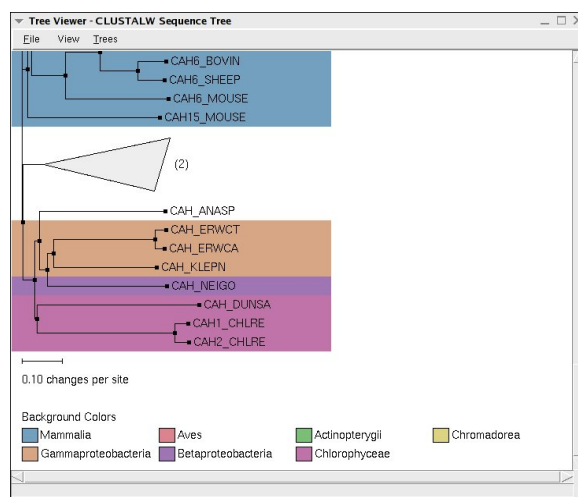 Tree Viewer - CLUSTALW Sequence Tree
File View Trees
CAH6_BOVIN
CAH6_SHEEP
CAH6_MOUSE
CAH15_MOUSE
(2)
CAH_ANASP
CAH_ERWCT
CAH_ERWCA
CAH_KLEPN
CAH_NEIGO
CAH_DUNSA
CAH1_CHLRE
CAH2_CHLRE
0.10 changes per site
Background Colors
Mammalia Aves Actinopterygii Chromadorea
Gammaproteobacteria Betaproteobacteria Chlorophyceae